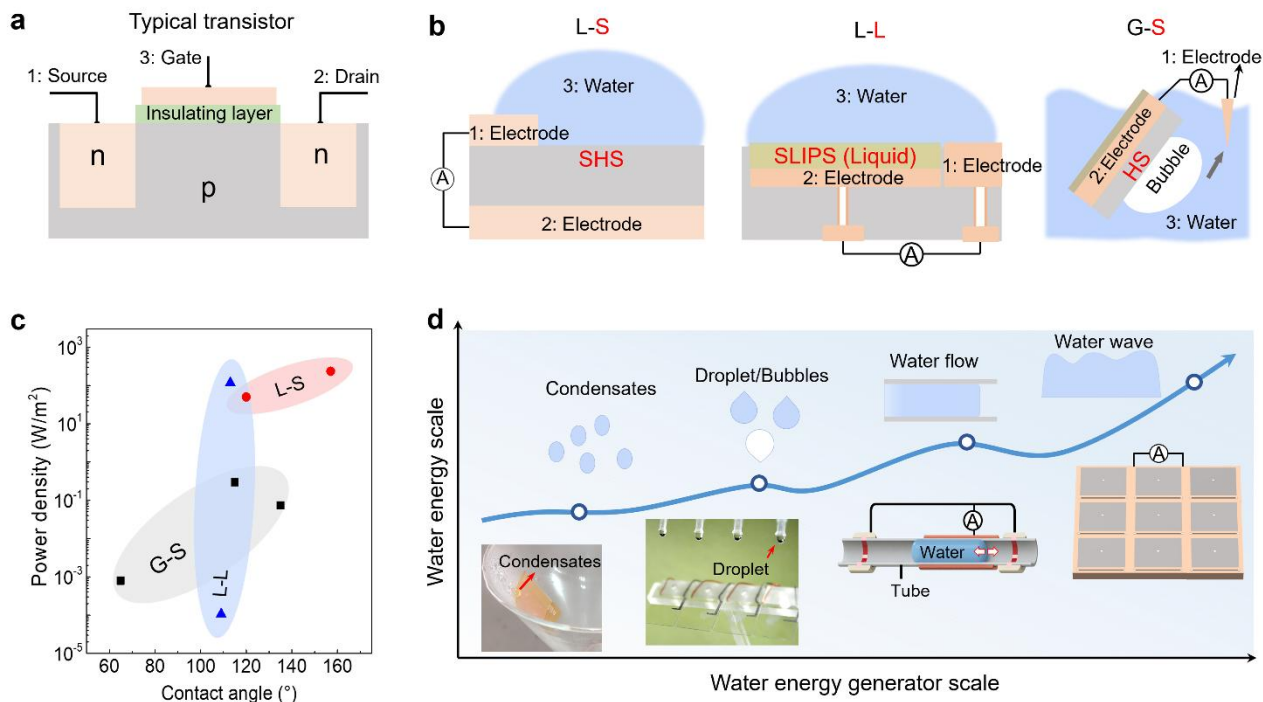 a
Typical transistor
3: Gate
1: Source
2: Drain
Insulating layer
n
n
p
b
L-S
3: Water
1: Electrode
SHS
A
2: Electrode
L-L
3: Water
SLIPS (Liquid)
2: Electrode
1: Electrode
A
G-S
1: Electrode
A
2: Electrode
HS
Bubble
3: Water
c
Power density (W/m²)
10³
10¹
10⁻¹
10⁻³
10⁻⁵
L-S
G-S
L-L
60
80
100
120
140
160
Contact angle (°)
d
Water energy scale
Condensates
Droplet/Bubbles
Water flow
Water wave
Condensates
Droplet
A
Water
Tube
A
Water energy generator scale